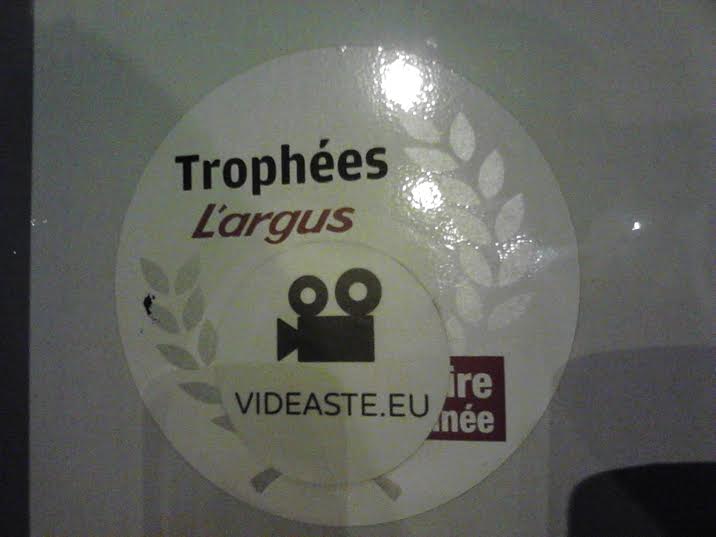 Trophées
L'argus
VIDEASTE.EU
ire
née